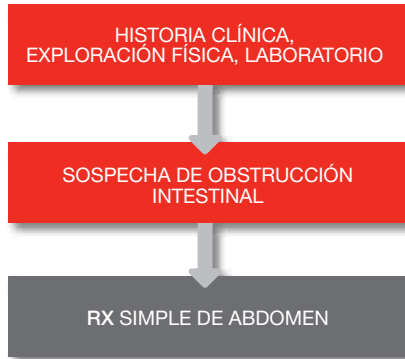 HISTORIA CLÍNICA,
EXPLORACIÓN FÍSICA, LABORATORIO
SOSPECHA DE OBSTRUCCIÓN
INTESTINAL
RX SIMPLE DE ABDOMEN